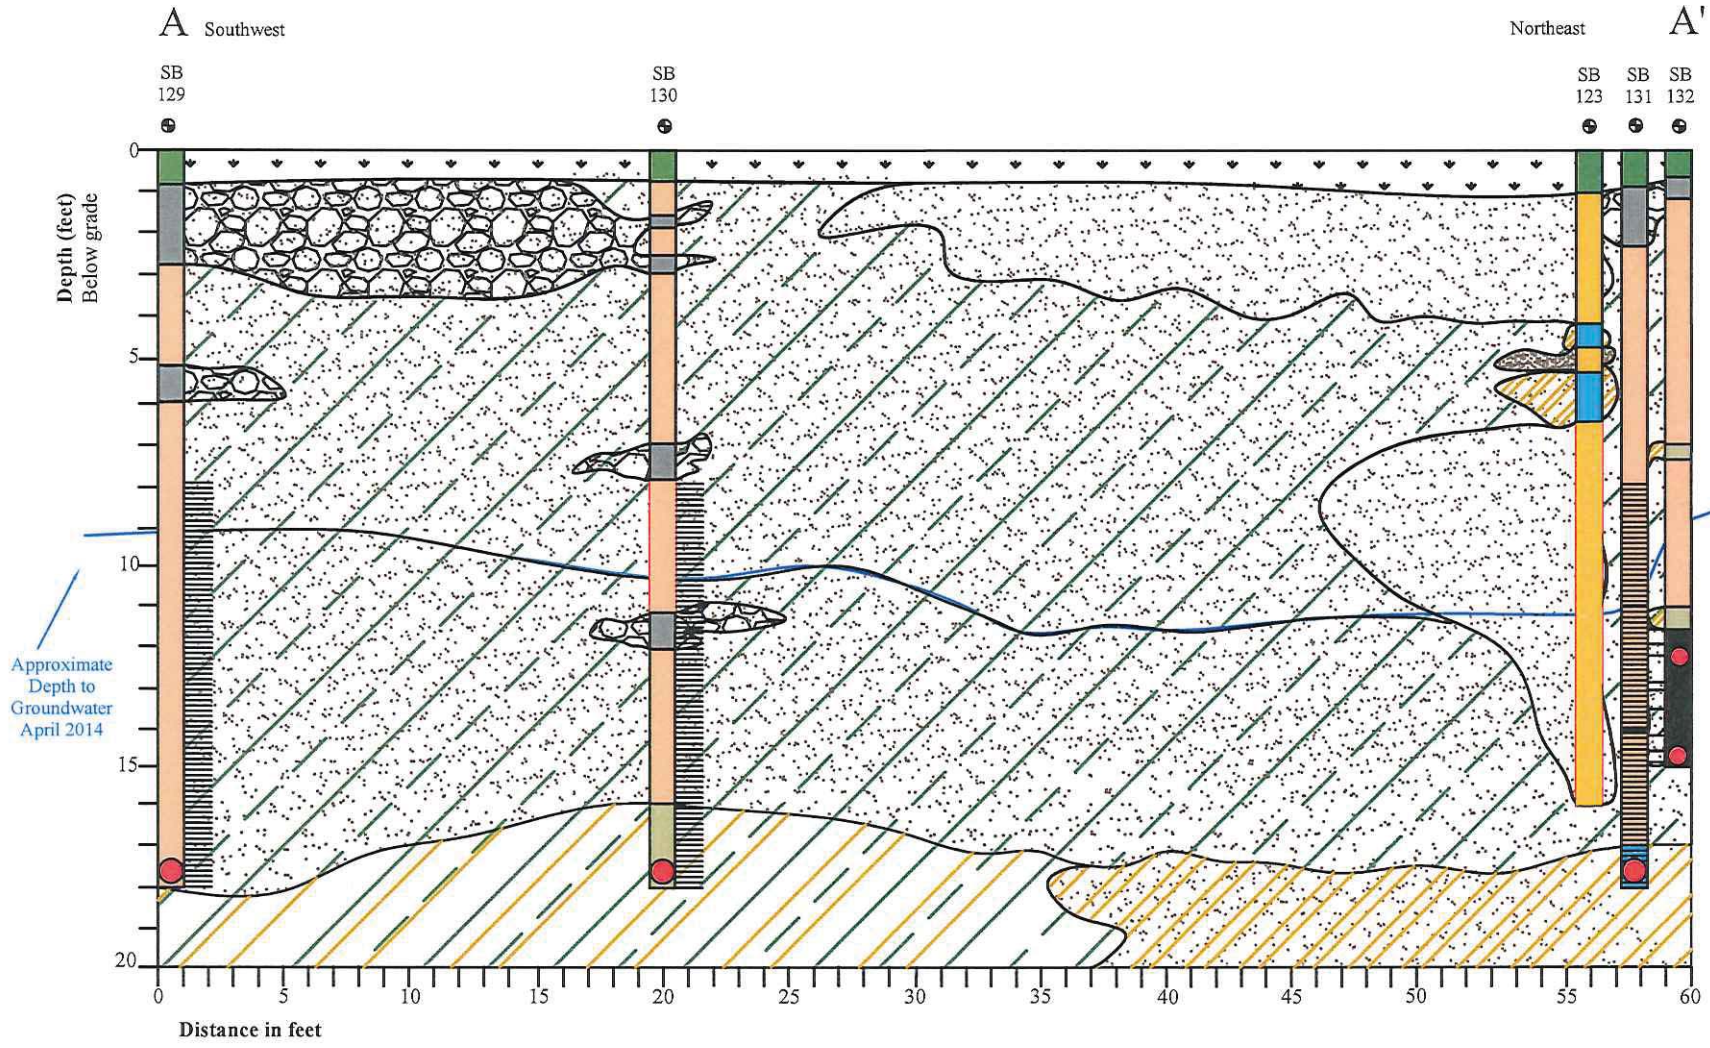 A Southwest
Northeast A'
SB
129
SB
130
SB
123
SB
131
SB
132
Depth (feet)
Below grade
0
5
10
15
20
Approximate
Depth to
Groundwater
April 2014
0 5 10 15 20 25 30 35 40 45 50 55 60
Distance in feet